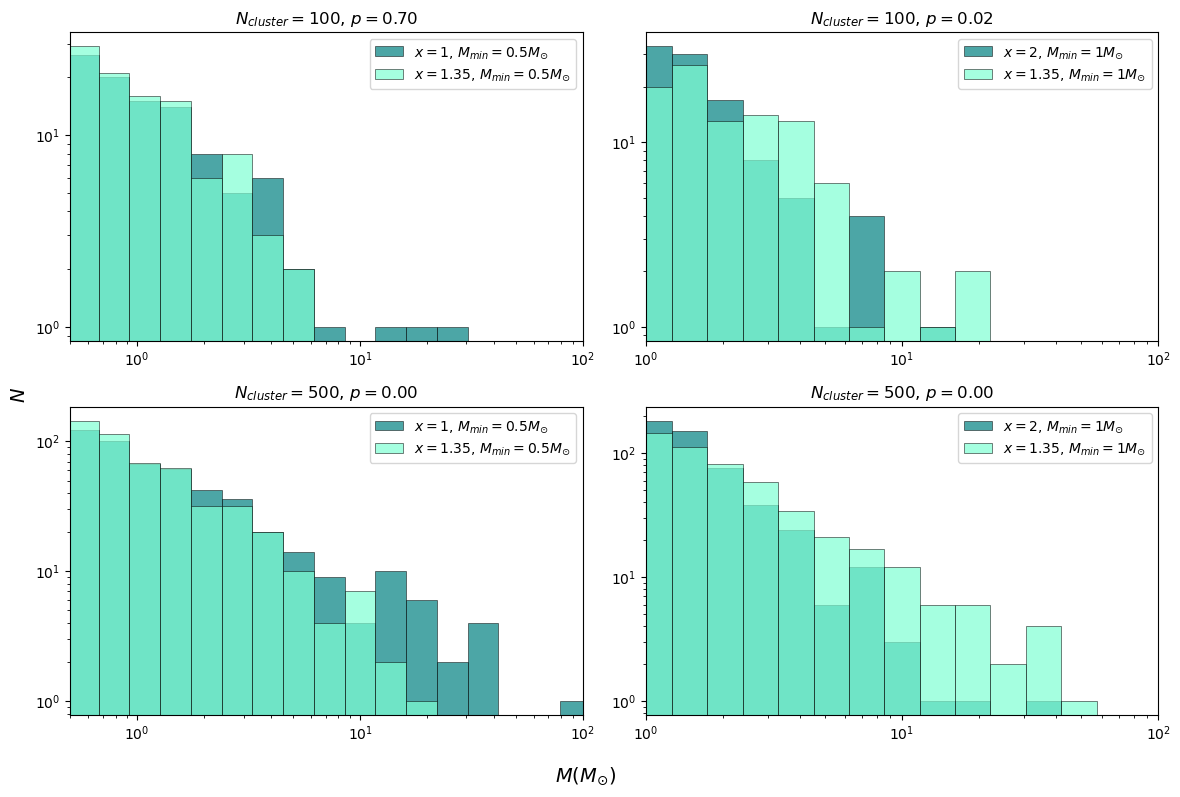 N_cluster = 100, p = 0.70
x = 1, M_min = 0.5M_⊙
x = 1.35, M_min = 0.5M_⊙
10^1
10^0
10^0 10^1 10^2
N_cluster = 100, p = 0.02
x = 2, M_min = 1M_⊙
x = 1.35, M_min = 1M_⊙
10^1
10^0
10^0 10^1 10^2
N
N_cluster = 500, p = 0.00
x = 1, M_min = 0.5M_⊙
x = 1.35, M_min = 0.5M_⊙
10^2
10^1
10^0
10^0 10^1 10^2
N_cluster = 500, p = 0.00
x = 2, M_min = 1M_⊙
x = 1.35, M_min = 1M_⊙
10^2
10^1
10^0
10^0 10^1 10^2
M(M_⊙)